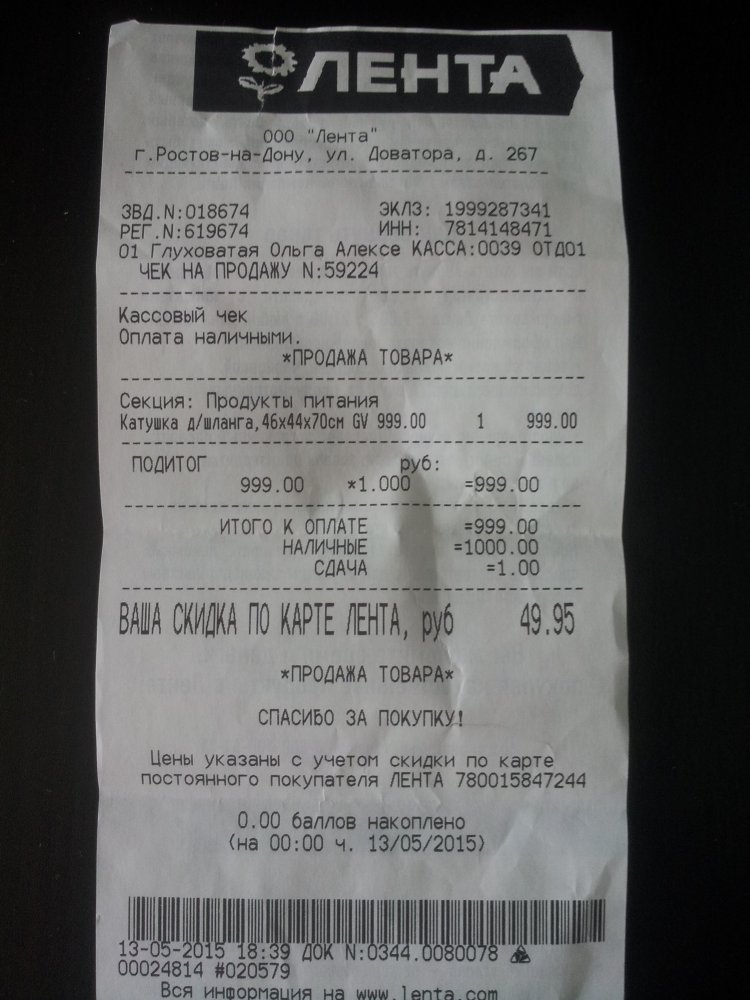 ЛЕНТА
ООО "Лента"
г.Ростов-на-Дону, ул. Доватора, д. 267
ЗВД.N:018674 ЭКЛЗ: 1999287341
РЕГ.N:619674 ИНН: 7814148471
01 Глуховатая Ольга Алексе КАССА:0039 ОТД01
ЧЕК НА ПРОДАЖУ N:59224
Кассовый чек
Оплата наличными.
*ПРОДАЖА ТОВАРА*
Секция: Продукты питания
Катушка д/шланга,46х44х70см GV 999.00 1 999.00
ПОДИТОГ руб:
999.00 *1.000 =999.00
ИТОГО К ОПЛАТЕ =999.00
НАЛИЧНЫЕ =1000.00
СДАЧА =1.00
ВАША СКИДКА ПО КАРТЕ ЛЕНТА, руб 49.95
*ПРОДАЖА ТОВАРА*
СПАСИБО ЗА ПОКУПКУ!
Цены указаны с учетом скидки по карте
постоянного покупателя ЛЕНТА 780015847244
0.00 баллов накоплено
(на 00:00 ч. 13/05/2015)
13-05-2015 18:39 ДОК N:0344.0080078
00024814 #020579
Вся информация на www.lenta.com